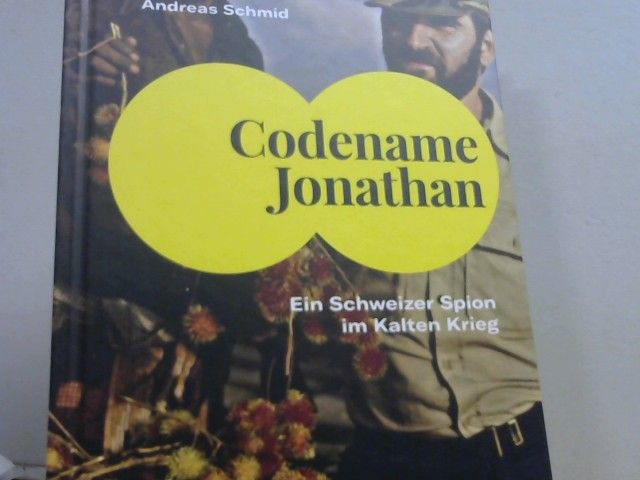 Andreas Schmid
Codename
Jonathan
Ein Schweizer Spion
im Kalten Krieg